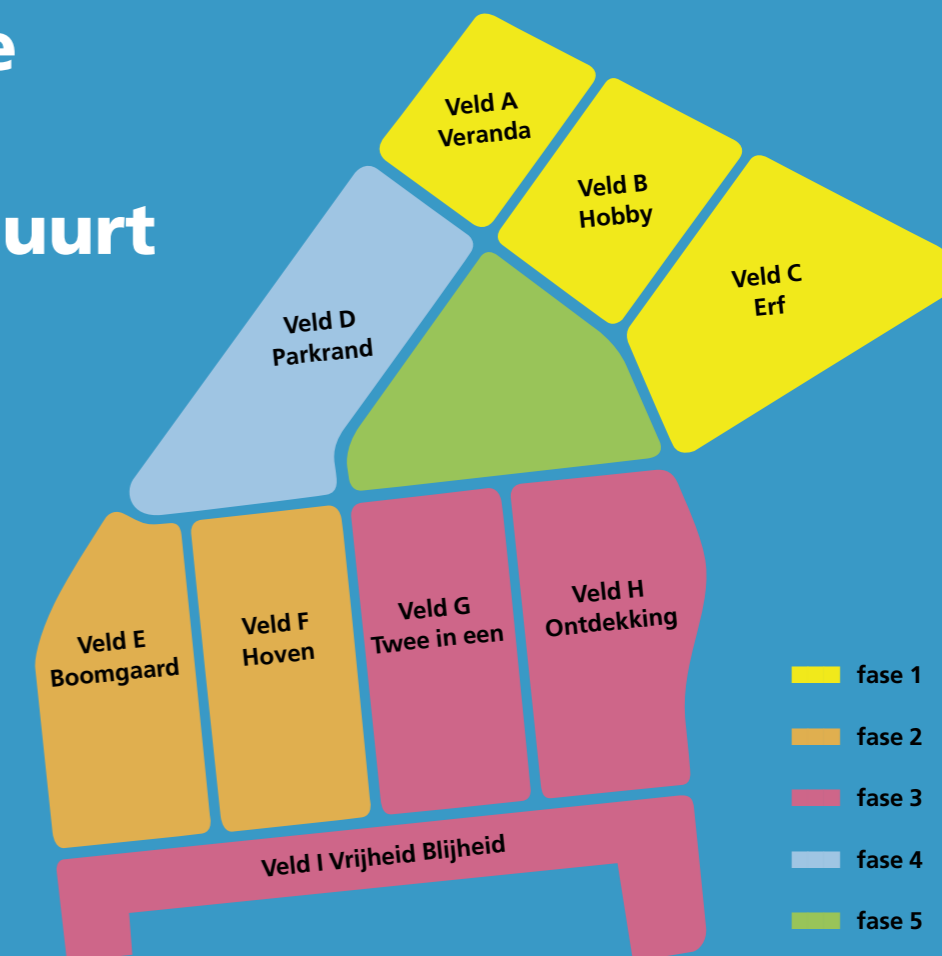 e
uurt
Veld A
Veranda
Veld B
Hobby
Veld C
Erf
Veld D
Parkrand
Veld E
Boomgaard
Veld F
Hoven
Veld G
Twee in een
Veld H
Ontdekking
Veld I Vrijheid Blijheid
fase 1
fase 2
fase 3
fase 4
fase 5